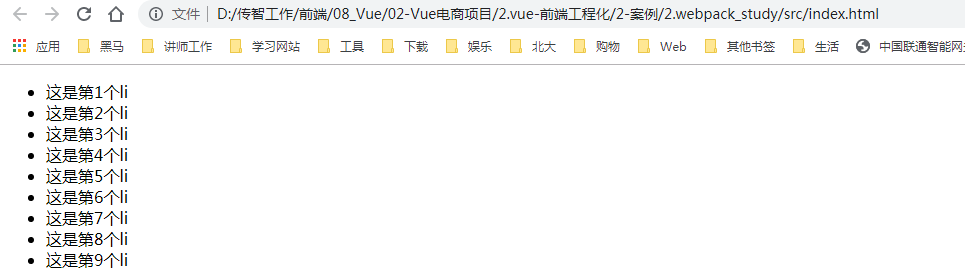 文件 D:/传智工作/前端/08_Vue/02-Vue电商项目/2.vue-前端工程化/2-案例/2.webpack_study/src/index.html
应用 黑马 讲师工作 学习网站 工具 下載 娱乐 北大 购物 Web 其他书签 生活 中国联通智能网
这是第1个li
这是第2个li
这是第3个li
这是第4个li
这是第5个li
这是第6个li
这是第7个li
这是第8个li
这是第9个li